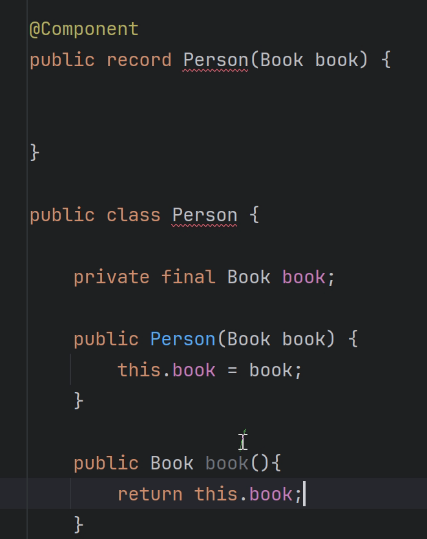 @Component
public record Person(Book book) {
}
public class Person {
private final Book book;
public Person(Book book) {
this.book = book;
}
public Book book(){
return this.book;
}